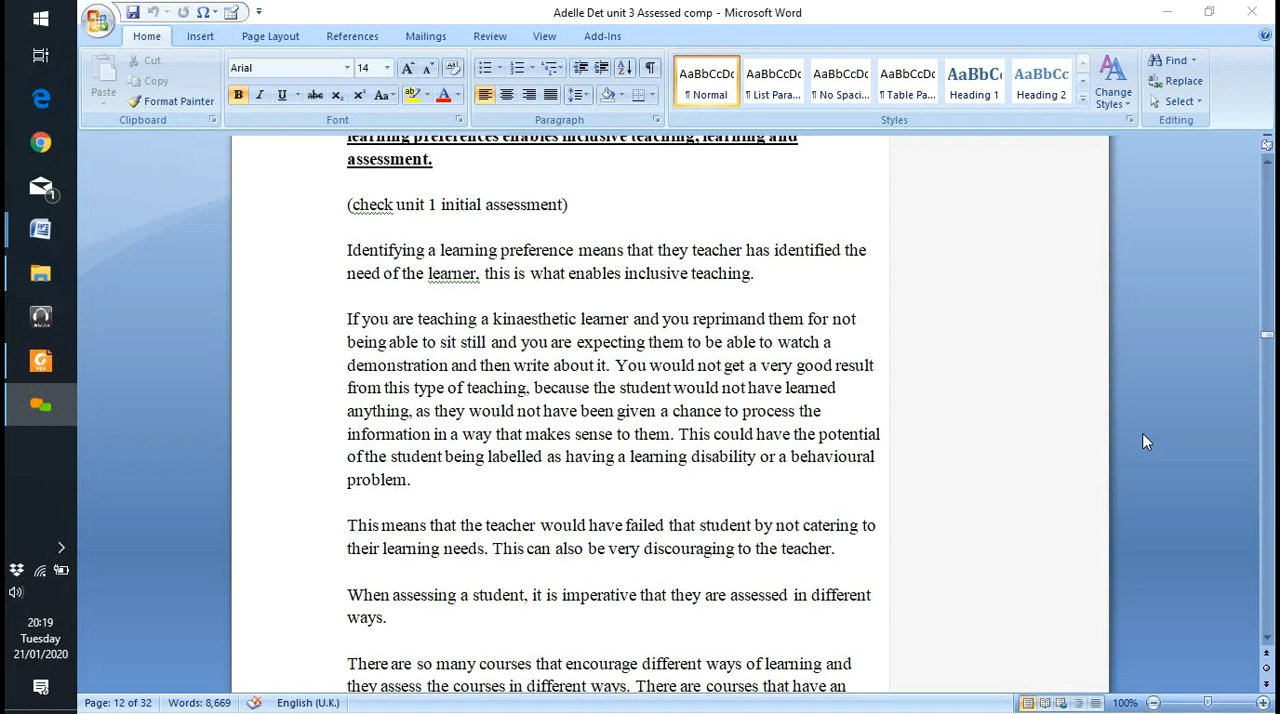 Adelle Det unit 3 Assessed comp - Microsoft Word
Home Insert Page Layout References Mailings Review View Add-Ins
Paste
Cut
Copy
Format Painter
Clipboard
Arial 14
Font
Paragraph
AaBbCcDc AaBbCcDc AaBbCcDc AaBbCcDc AaBbCc AaBbCc
¶ Normal ¶ List Para... ¶ No Spaci... ¶ Table Pa... Heading 1 Heading 2
Change
Styles
Styles
Find
Replace
Select
Editing
learning preferences enables inclusive teaching, learning and
assessment.
(check unit 1 initial assessment)
Identifying a learning preference means that they teacher has identified the
need of the learner, this is what enables inclusive teaching.
If you are teaching a kinaesthetic learner and you reprimand them for not
being able to sit still and you are expecting them to be able to watch a
demonstration and then write about it. You would not get a very good result
from this type of teaching, because the student would not have learned
anything, as they would not have been given a chance to process the
information in a way that makes sense to them. This could have the potential
of the student being labelled as having a learning disability or a behavioural
problem.
This means that the teacher would have failed that student by not catering to
their learning needs. This can also be very discouraging to the teacher.
When assessing a student, it is imperative that they are assessed in different
ways.
There are so many courses that encourage different ways of learning and
they assess the courses in different ways. There are courses that have an
20:19
Tuesday
21/01/2020
Page: 12 of 32 Words: 8,669 English (U.K.) 100%